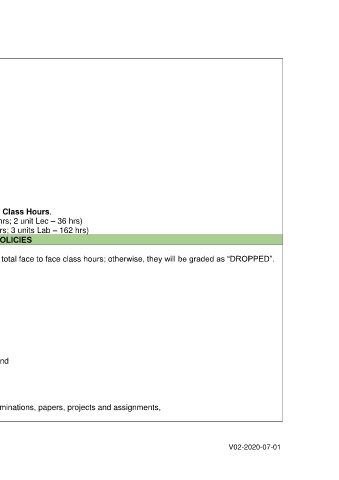 Class Hours.
hrs; 2 unit Lec – 36 hrs)
rs; 3 units Lab – 162 hrs)
OLICIES
total face to face class hours; otherwise, they will be graded as “DROPPED”.
nd
minations, papers, projects and assignments,
V02-2020-07-01